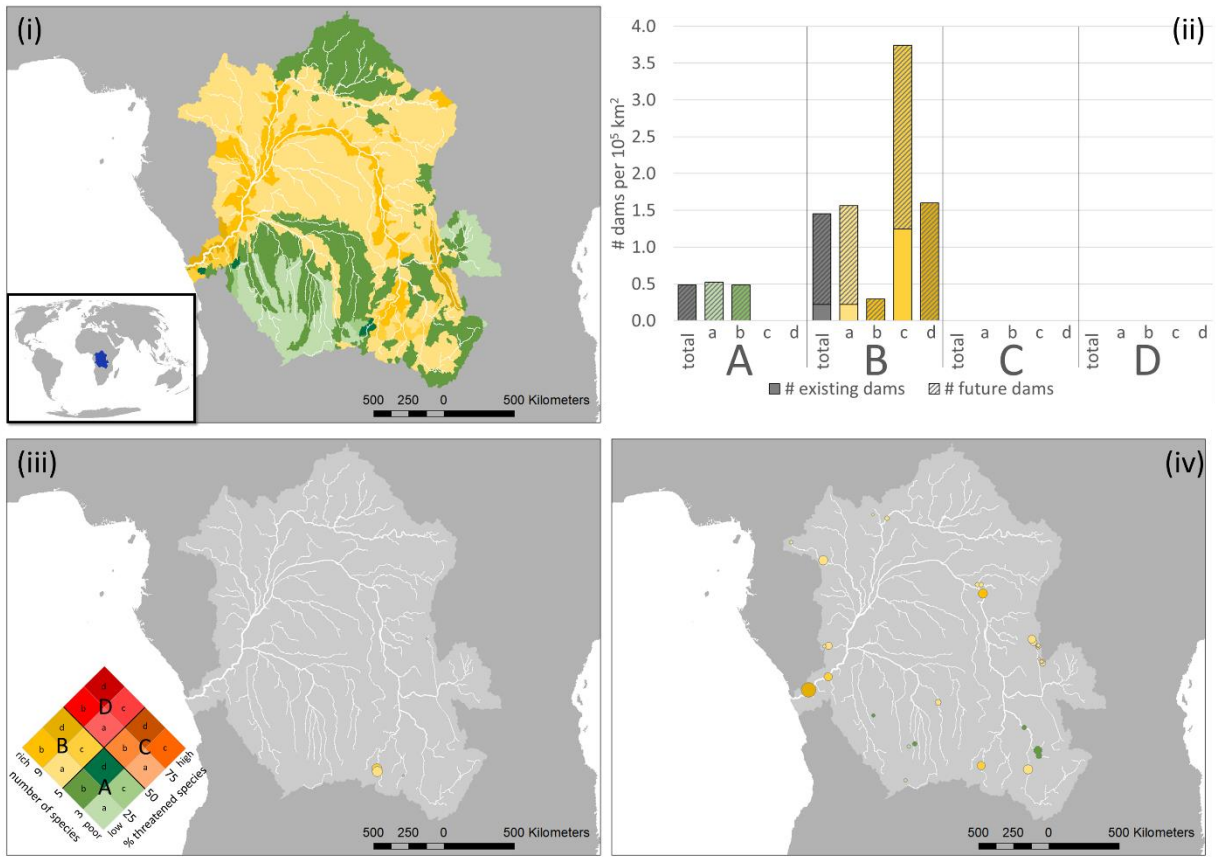 (i)
500 250 0 500 Kilometers
(ii)
# dams per 10⁵ km²
4.0
3.5
3.0
2.5
2.0
1.5
1.0
0.5
0.0
total a b c d total a b c d total a b c d total a b c d
A B C D
# existing dams # future dams
(iii)
d
b D c
d a d
b B c b C c
a d a
b A c
a
rich 9 5 3 poor
number of species
low 25 50 75 high
% threatened species
500 250 0 500 Kilometers
(iv)
500 250 0 500 Kilometers